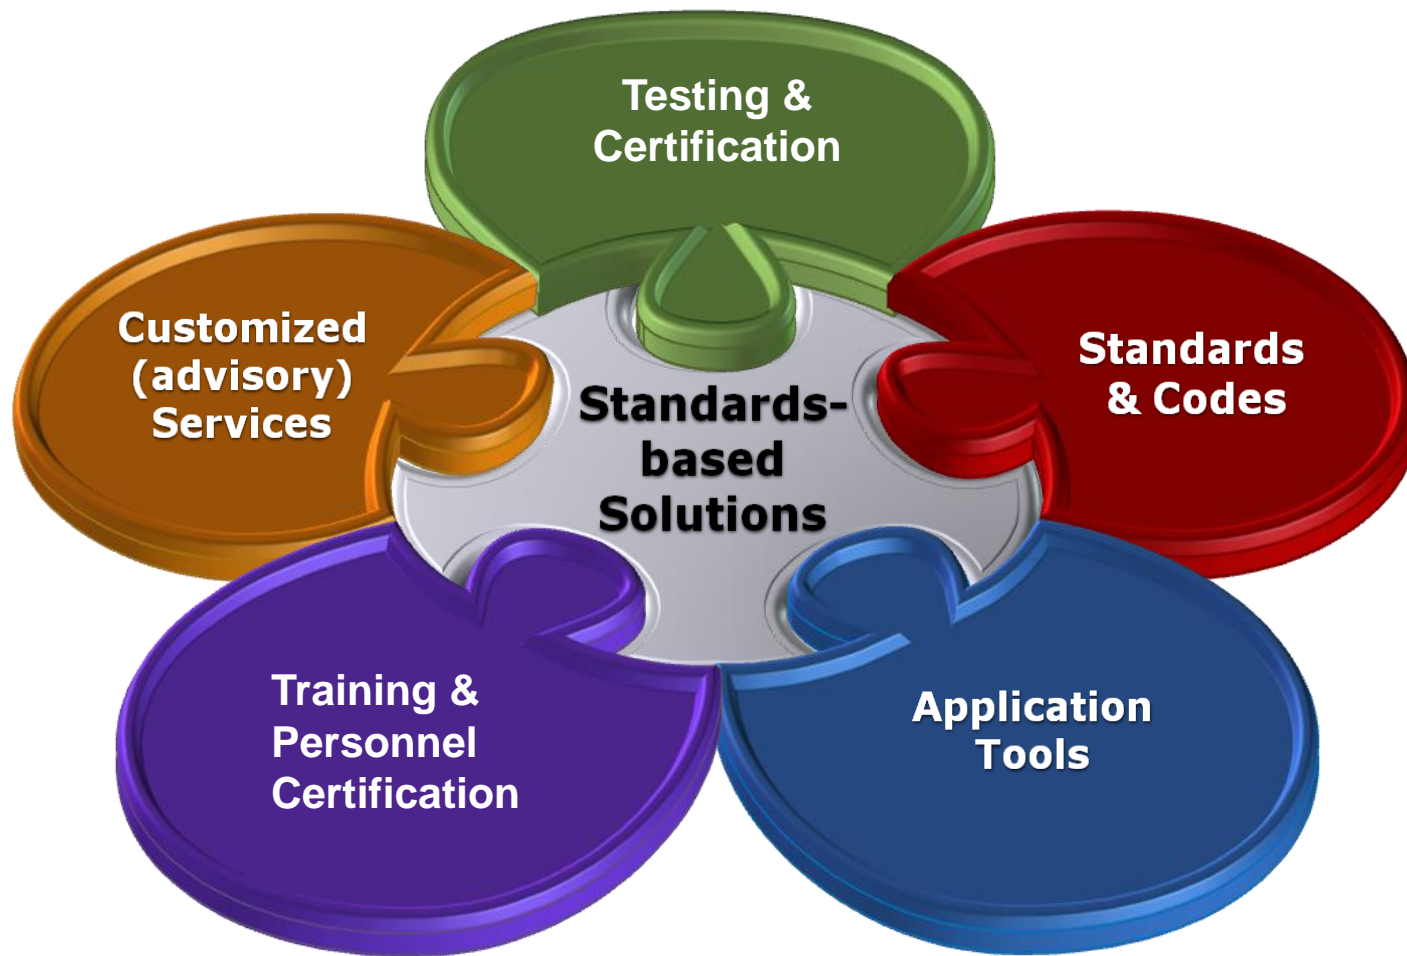 Testing &
Certification
Customized
(advisory)
Services
Standards
& Codes
Standards-
based
Solutions
Training &
Personnel
Certification
Application
Tools